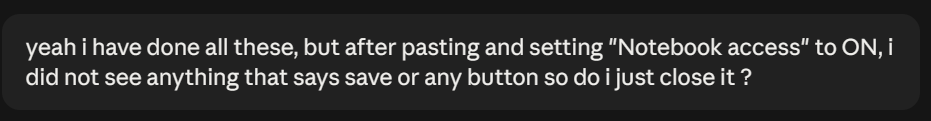 yeah i have done all these, but after pasting and setting "Notebook access" to ON, i
did not see anything that says save or any button so do i just close it ?